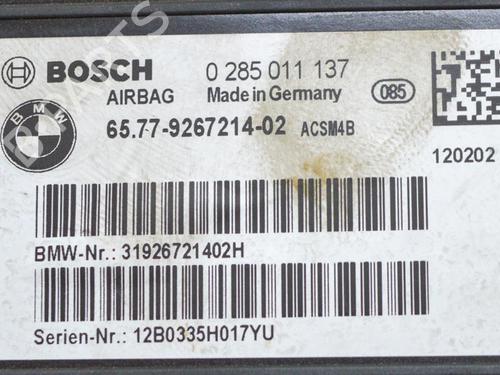 BOSCH 0 285 011 137
AIRBAG Made in Germany 085
BMW 65.77-9267214-02 ACSM4B
120202
BMW-Nr.: 31926721402H
Serien-Nr.: 12B0335H017YU